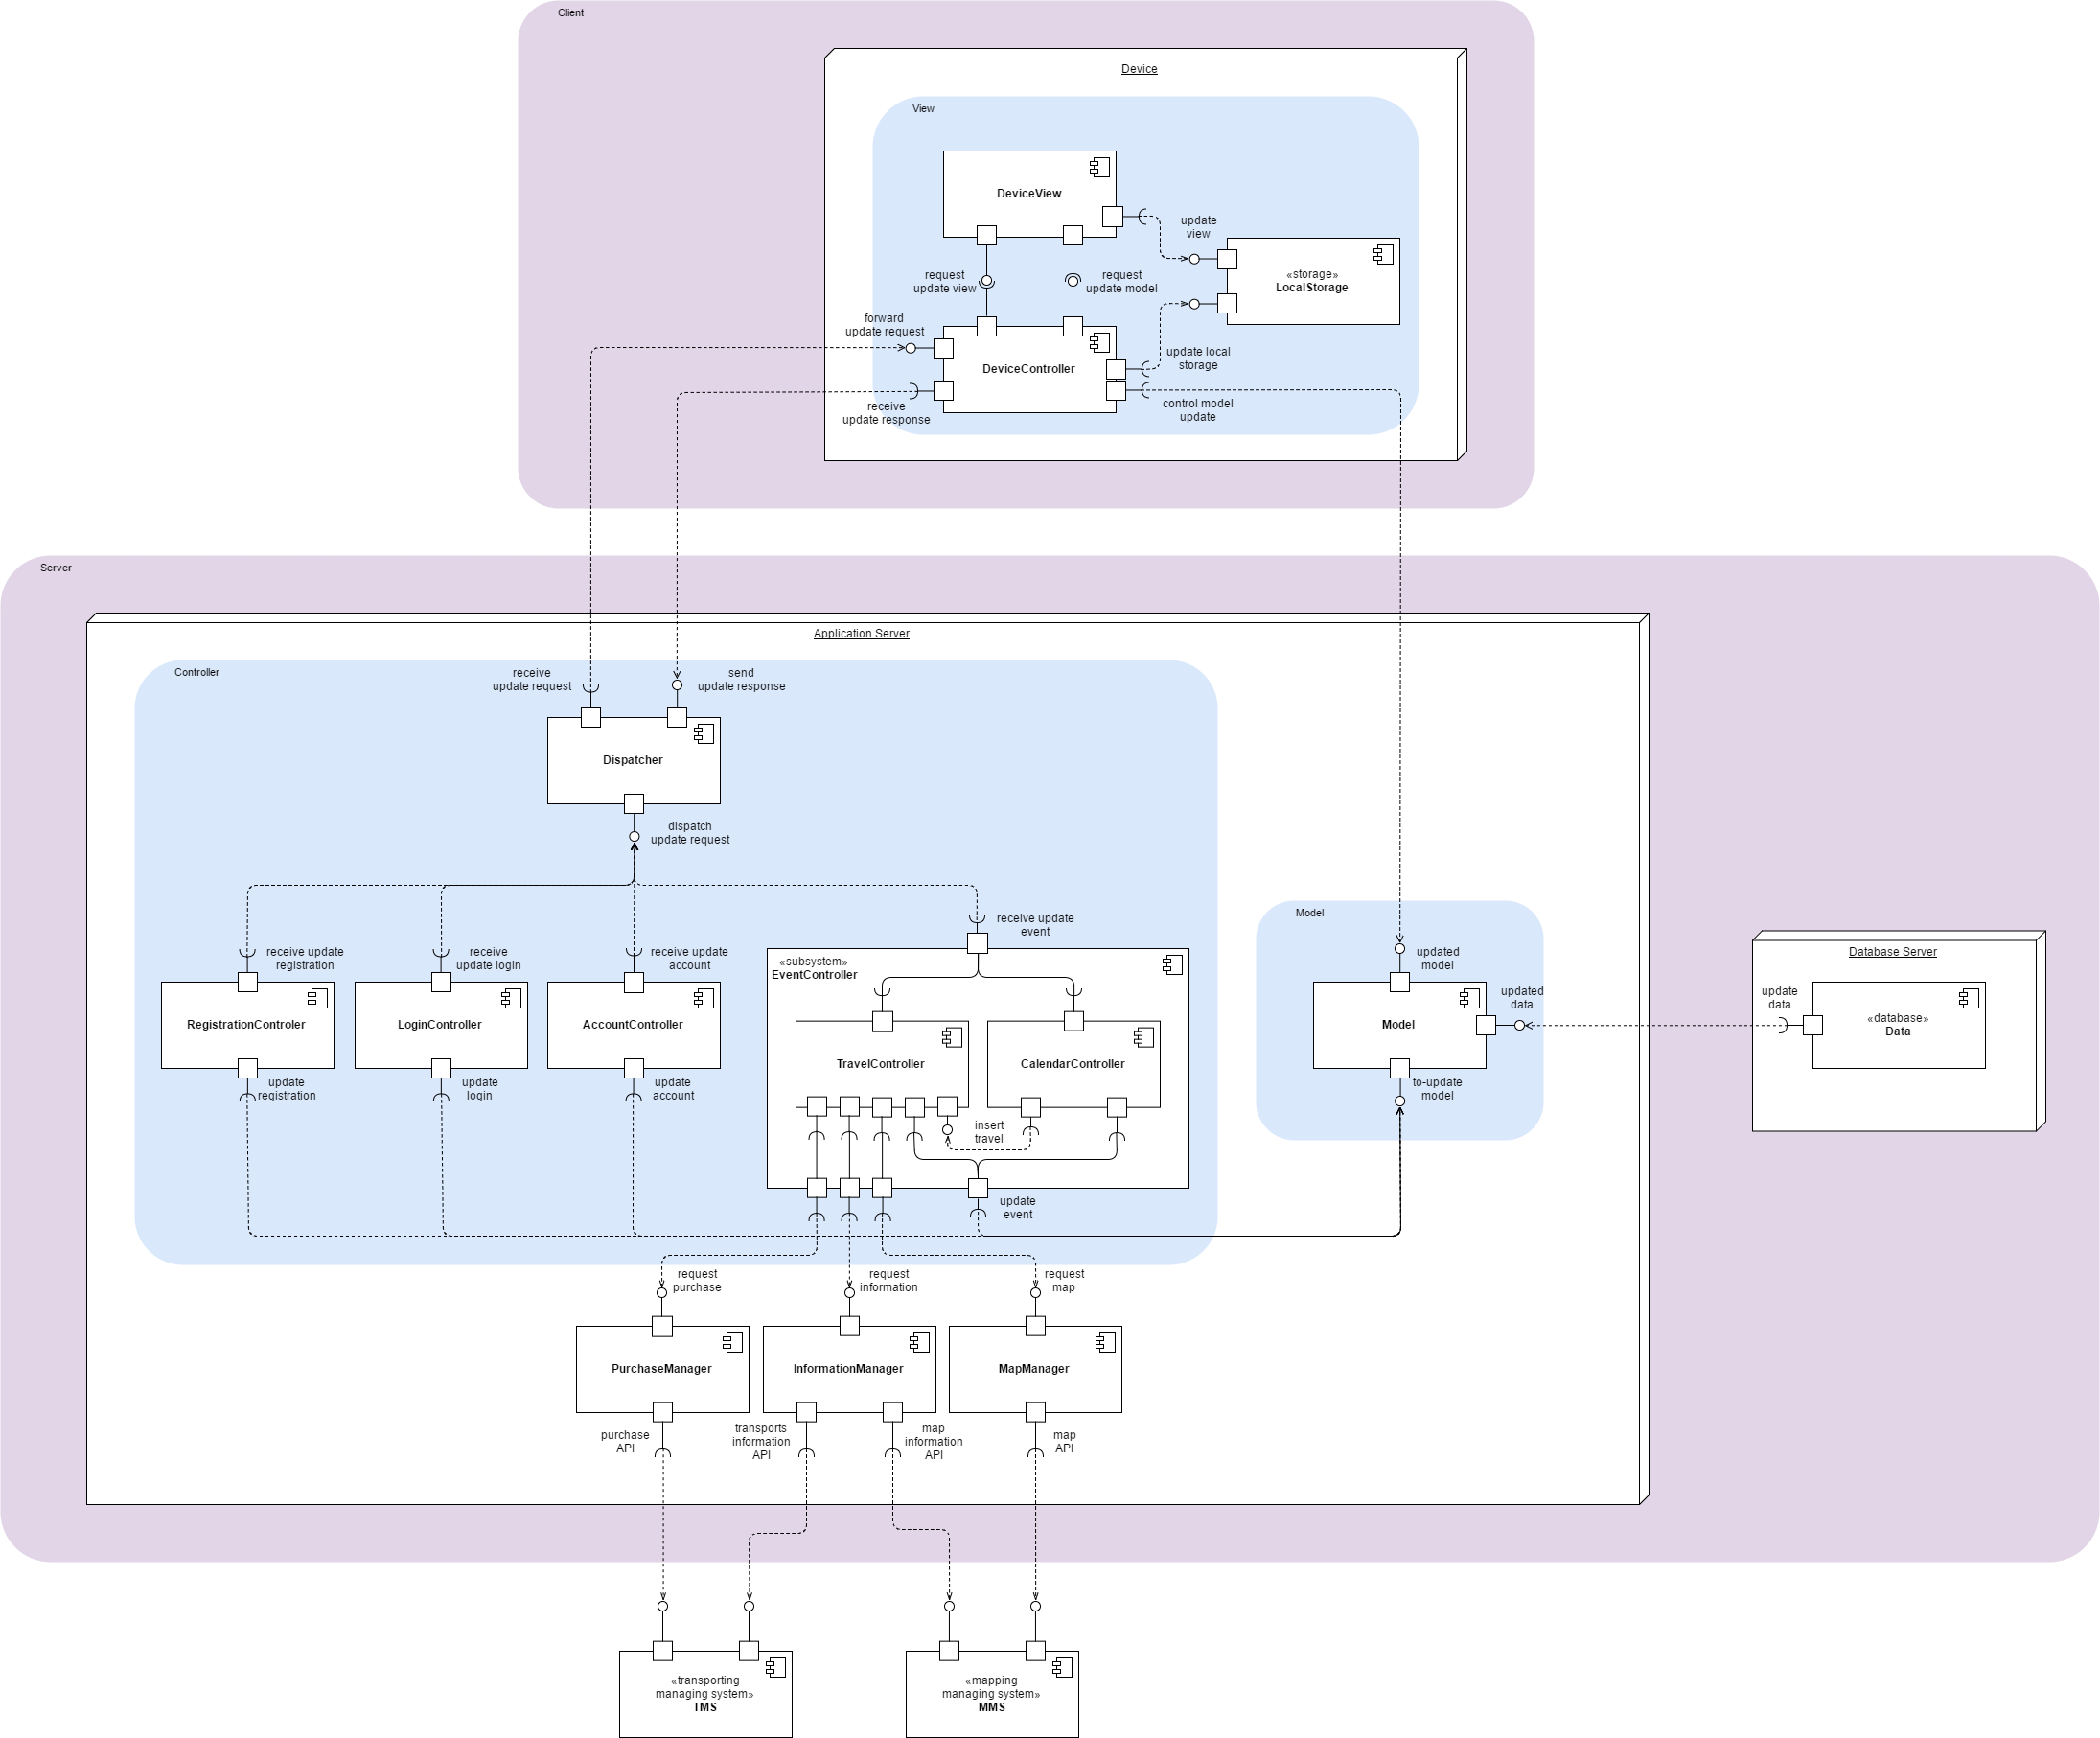 Client
Device
View
DeviceView
update
view
«storage»
LocalStorage
request
update view
request
update model
forward
update request
DeviceController
update local
storage
receive
update response
control model
update
Server
Application Server
Controller
receive
update request
send
update response
Dispatcher
dispatch
update request
receive update
registration
receive
update login
receive update
account
receive update
event
RegistrationControler
LoginController
AccountController
«subsystem»
EventController
TravelController
CalendarController
insert
travel
update
registration
update
login
update
account
update
event
Model
updated
model
updated
data
Model
to-update
model
Database Server
update
data
«database»
Data
request
purchase
request
information
request
map
PurchaseManager
InformationManager
MapManager
purchase
API
transports
information
API
map
information
API
map
API
«transporting
managing system»
TMS
«mapping
managing system»
MMS